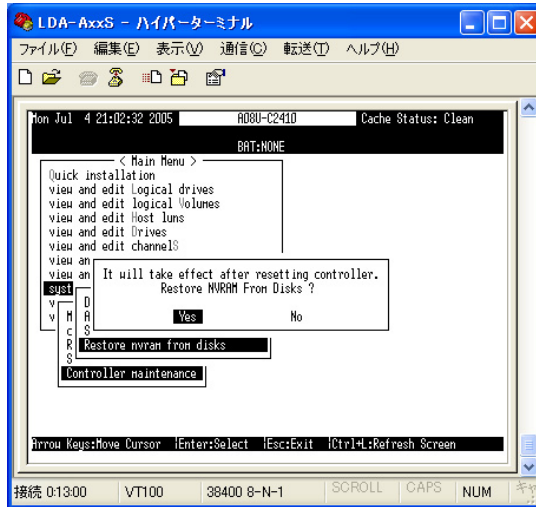 LDA-AxxS - ハイパーターミナル
ファイル(F) 編集(E) 表示(V) 通信(C) 転送(T) ヘルプ(H)
Mon Jul 4 21:02:32 2005 A08U-C2410 Cache Status: Clean
BAT:NONE
< Main Menu >
Quick installation
view and edit Logical drives
view and edit logical Volumes
view and edit Host luns
view and edit Drives
view and edit channelS
view an
view an
It will take effect after resetting controller.
syst
Restore NVRAM From Disks ?
v D
v M A Yes No
c S
R Restore nvram from disks
S
Controller maintenance
Arrow Keys:Move Cursor |Enter:Select |Esc:Exit |Ctrl+L:Refresh Screen
接続 0:13:00 VT100 38400 8-N-1 SCROLL CAPS NUM キャ